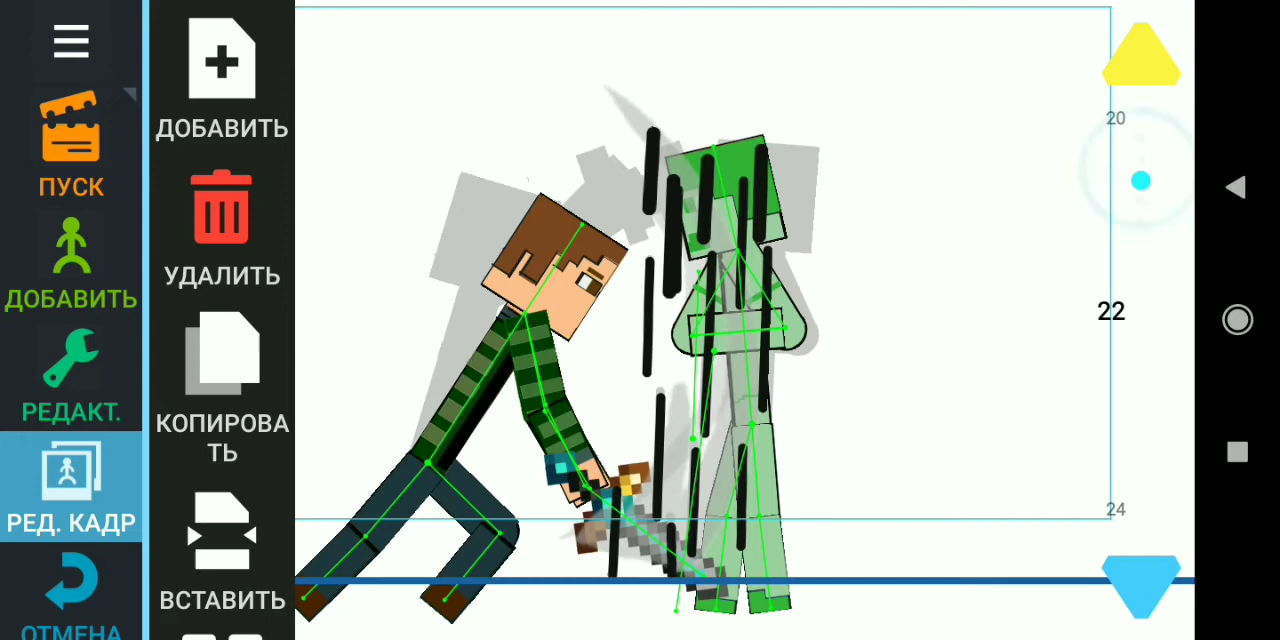 ПУСК
ДОБАВИТЬ
РЕДАКТ.
РЕД. КАДР
ОТМЕНА
ДОБАВИТЬ
УДАЛИТЬ
КОПИРОВА
ТЬ
ВСТАВИТЬ
20
22
24